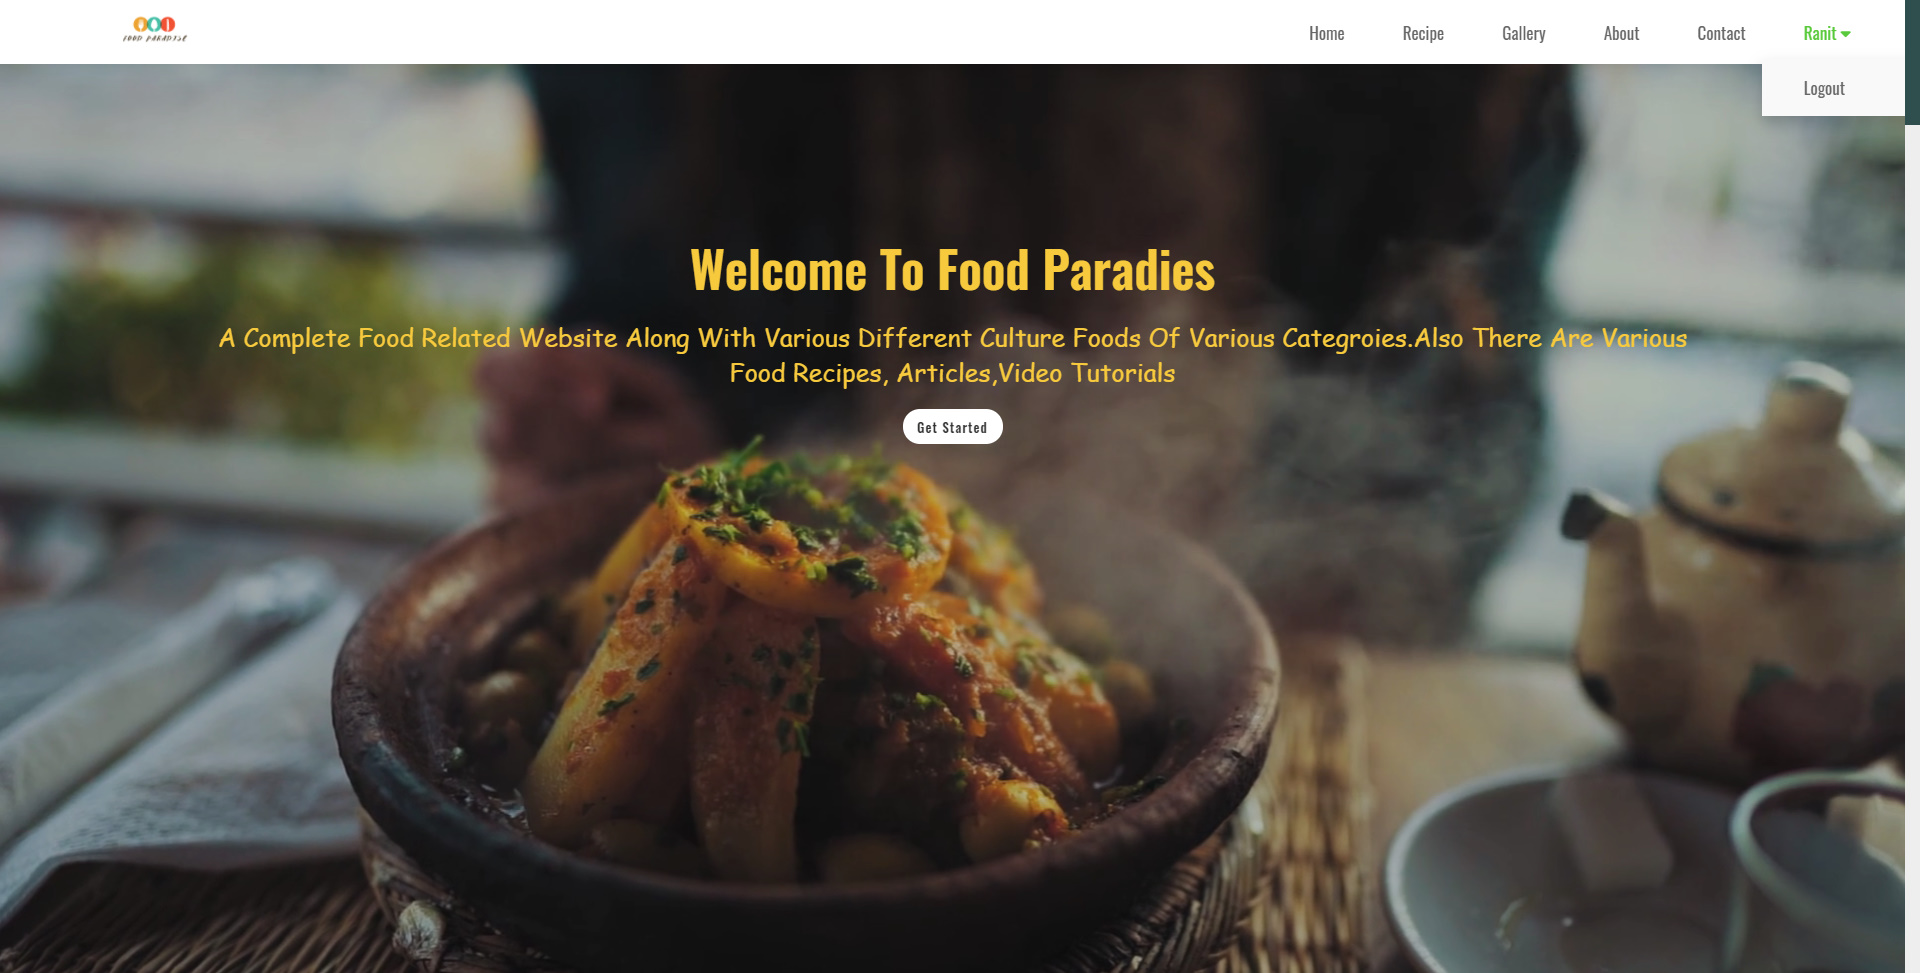 FOOD PARADISE
Home Recipe Gallery About Contact Ranit
Logout
Welcome To Food Paradies
A Complete Food Related Website Along With Various Different Culture Foods Of Various Categroies.Also There Are Various
Food Recipes, Articles,Video Tutorials
Get Started